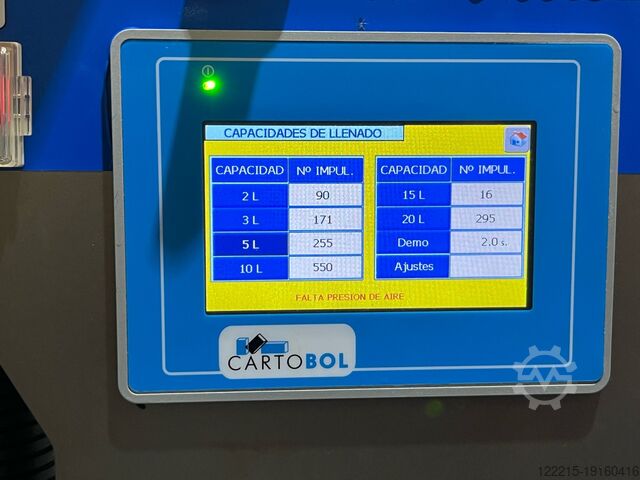 CAPACIDADES DE LLENADO
CAPACIDAD Nº IMPUL.
2 L 90
3 L 171
5 L 255
10 L 550
CAPACIDAD Nº IMPUL.
15 L 16
20 L 295
Demo 2.0 s.
Ajustes
FALTA PRESION DE AIRE
CARTOBOL
122215-19160416